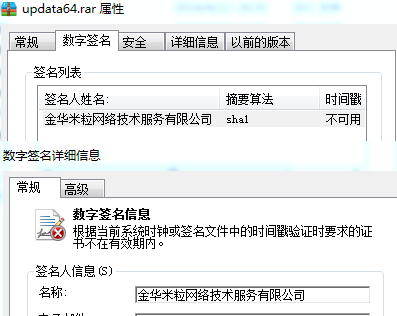 updata64.rar 属性
常规 数字签名 安全 详细信息 以前的版本
签名列表
签名人姓名: 摘要算法 时间戳
金华米粒网络技术服务有限公司 sha1 不可用
数字签名详细信息
常规 高级
数字签名信息
根据当前系统时钟或签名文件中的时间戳验证时要求的证
书不在有效期内。
签名人信息(S)
名称: 金华米粒网络技术服务有限公司